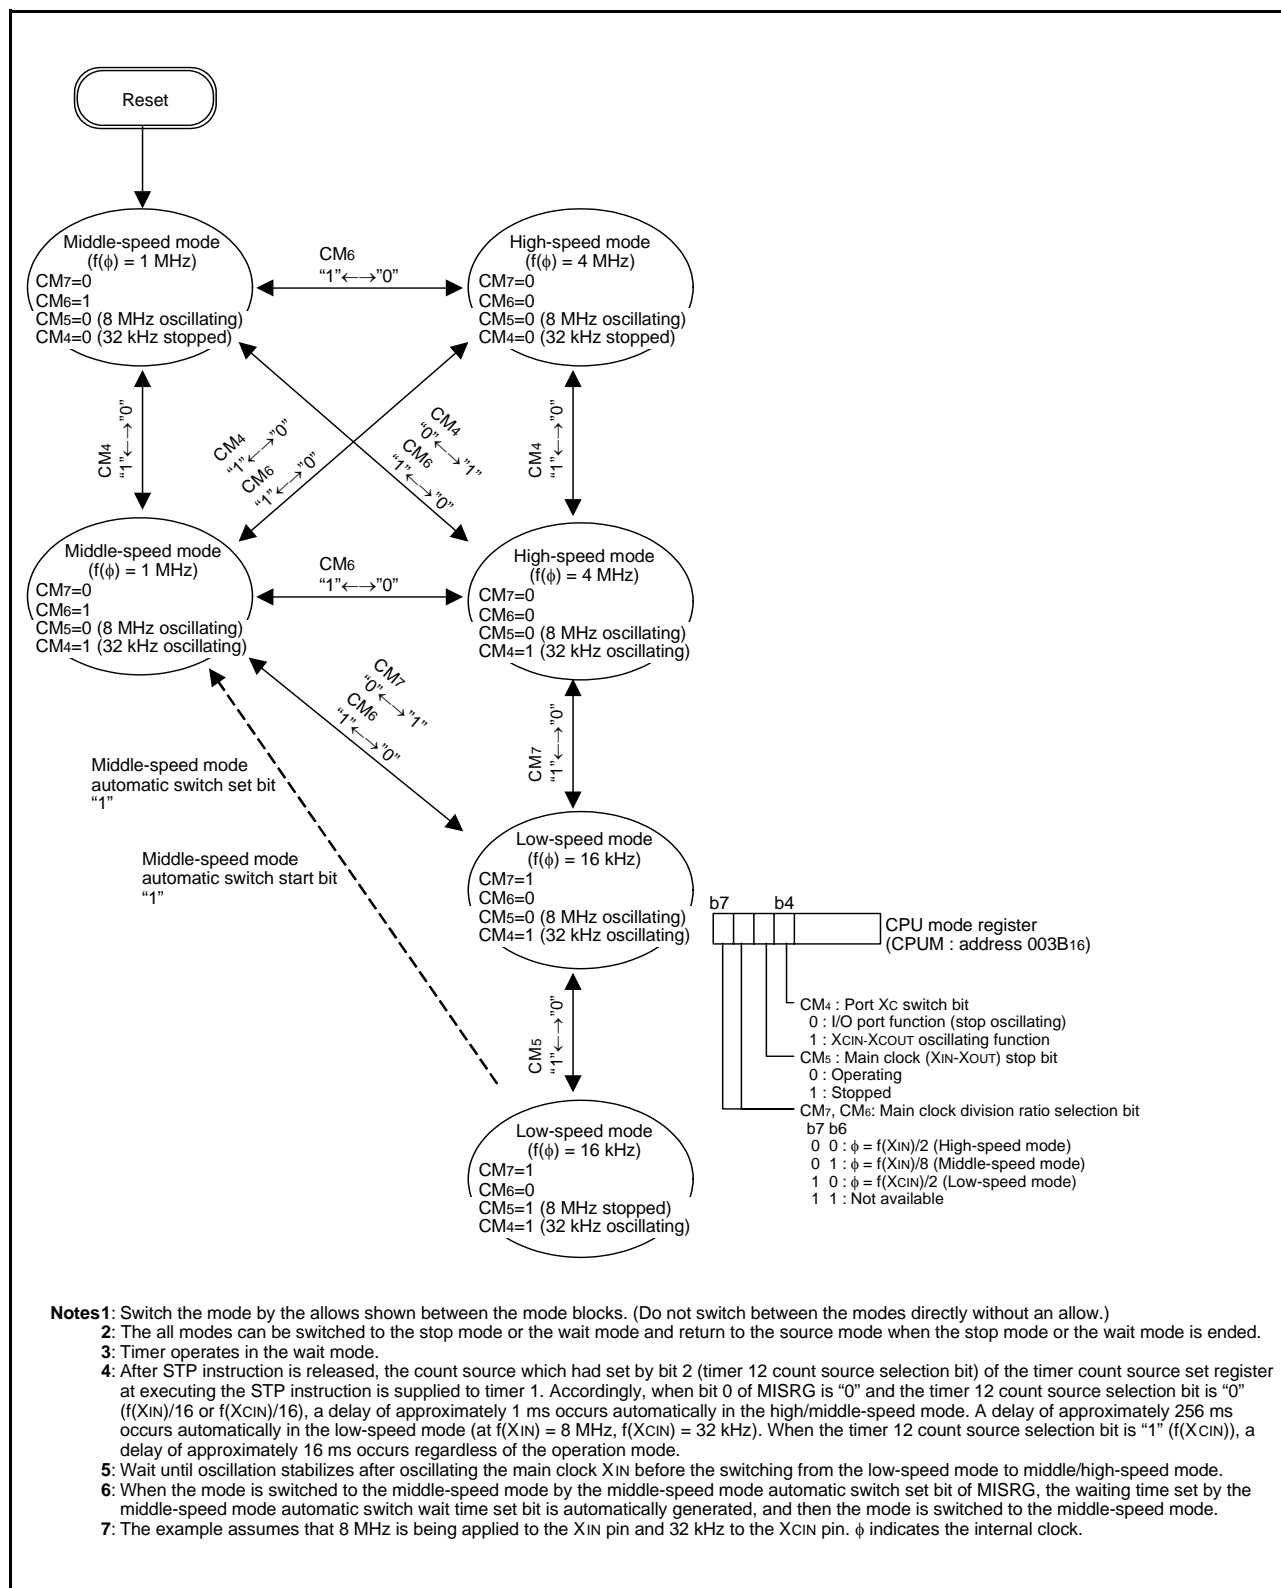 Reset
Middle-speed mode
(f(ϕ) = 1 MHz)
CM7=0
CM6=1
CM5=0 (8 MHz oscillating)
CM4=0 (32 kHz stopped)
CM6
“1”←→”0”
High-speed mode
(f(ϕ) = 4 MHz)
CM7=0
CM6=0
CM5=0 (8 MHz oscillating)
CM4=0 (32 kHz stopped)
CM4
“1”←→”0”
CM4
“1”←→”0”
CM6
“1”←→”0”
CM4
“0”←→”1”
CM6
“1”←→”0”
CM4
“1”←→”0”
Middle-speed mode
(f(ϕ) = 1 MHz)
CM7=0
CM6=1
CM5=0 (8 MHz oscillating)
CM4=1 (32 kHz oscillating)
CM6
“1”←→”0”
High-speed mode
(f(ϕ) = 4 MHz)
CM7=0
CM6=0
CM5=0 (8 MHz oscillating)
CM4=1 (32 kHz oscillating)
CM7
“0”←→”1”
CM6
“1”←→”0”
CM7
“1”←→”0”
Middle-speed mode
automatic switch set bit
“1”
Middle-speed mode
automatic switch start bit
“1”
Low-speed mode
(f(ϕ) = 16 kHz)
CM7=1
CM6=0
CM5=0 (8 MHz oscillating)
CM4=1 (32 kHz oscillating)
CM5
“1”←→”0”
Low-speed mode
(f(ϕ) = 16 kHz)
CM7=1
CM6=0
CM5=1 (8 MHz stopped)
CM4=1 (32 kHz oscillating)
b7 b4
CPU mode register
(CPUM : address 003B16)
CM4 : Port XC switch bit
0 : I/O port function (stop oscillating)
1 : XCIN-XCOUT oscillating function
CM5 : Main clock (XIN-XOUT) stop bit
0 : Operating
1 : Stopped
CM7, CM6: Main clock division ratio selection bit
b7 b6
0 0 : ϕ = f(XIN)/2 (High-speed mode)
0 1 : ϕ = f(XIN)/8 (Middle-speed mode)
1 0 : ϕ = f(XCIN)/2 (Low-speed mode)
1 1 : Not available
Notes1: Switch the mode by the allows shown between the mode blocks. (Do not switch between the modes directly without an allow.)
2: The all modes can be switched to the stop mode or the wait mode and return to the source mode when the stop mode or the wait mode is ended.
3: Timer operates in the wait mode.
4: After STP instruction is released, the count source which had set by bit 2 (timer 12 count source selection bit) of the timer count source set register
at executing the STP instruction is supplied to timer 1. Accordingly, when bit 0 of MISRG is “0” and the timer 12 count source selection bit is “0”
(f(XIN)/16 or f(XCIN)/16), a delay of approximately 1 ms occurs automatically in the high/middle-speed mode. A delay of approximately 256 ms
occurs automatically in the low-speed mode (at f(XIN) = 8 MHz, f(XCIN) = 32 kHz). When the timer 12 count source selection bit is “1” (f(XCIN)), a
delay of approximately 16 ms occurs regardless of the operation mode.
5: Wait until oscillation stabilizes after oscillating the main clock XIN before the switching from the low-speed mode to middle/high-speed mode.
6: When the mode is switched to the middle-speed mode by the middle-speed mode automatic switch set bit of MISRG, the waiting time set by the
middle-speed mode automatic switch wait time set bit is automatically generated, and then the mode is switched to the middle-speed mode.
7: The example assumes that 8 MHz is being applied to the XIN pin and 32 kHz to the XCIN pin. ϕ indicates the internal clock.